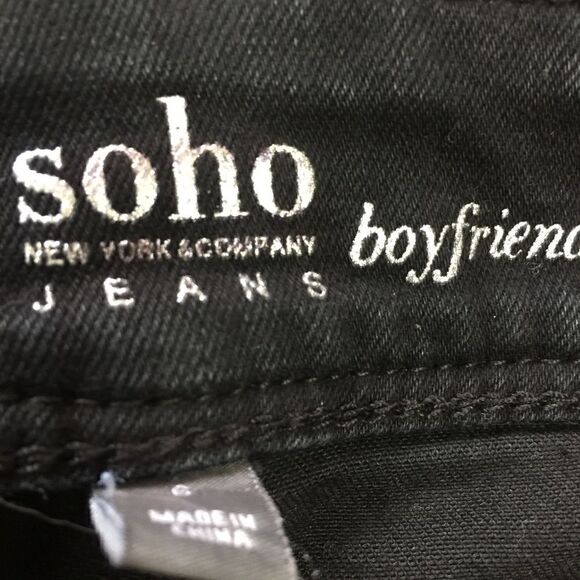 soho
NEW YORK & COMPANY
JEANS
boyfriend
MADE IN
CHINA